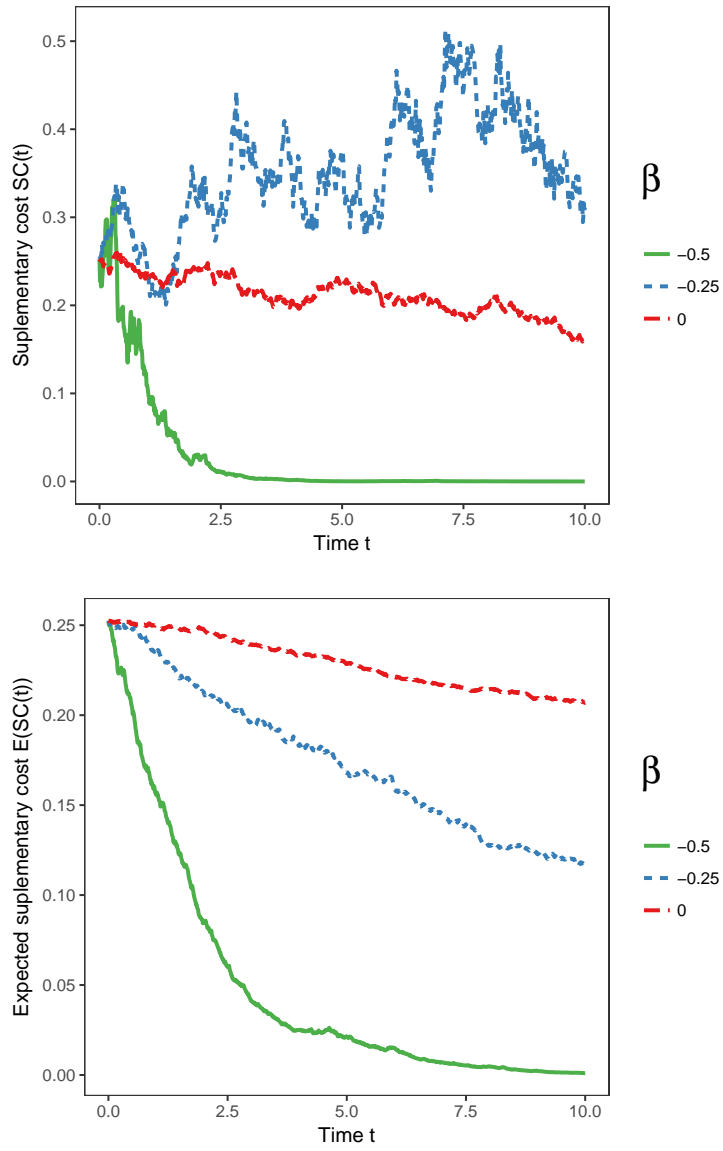 0.5
0.4
0.3
0.2
0.1
0.0
Suplementary cost SC(t)
0.0 2.5 5.0 7.5 10.0
Time t
β
−0.5
−0.25
0
0.25
0.20
0.15
0.10
0.05
0.00
Expected suplementary cost E(SC(t))
0.0 2.5 5.0 7.5 10.0
Time t
β
−0.5
−0.25
0